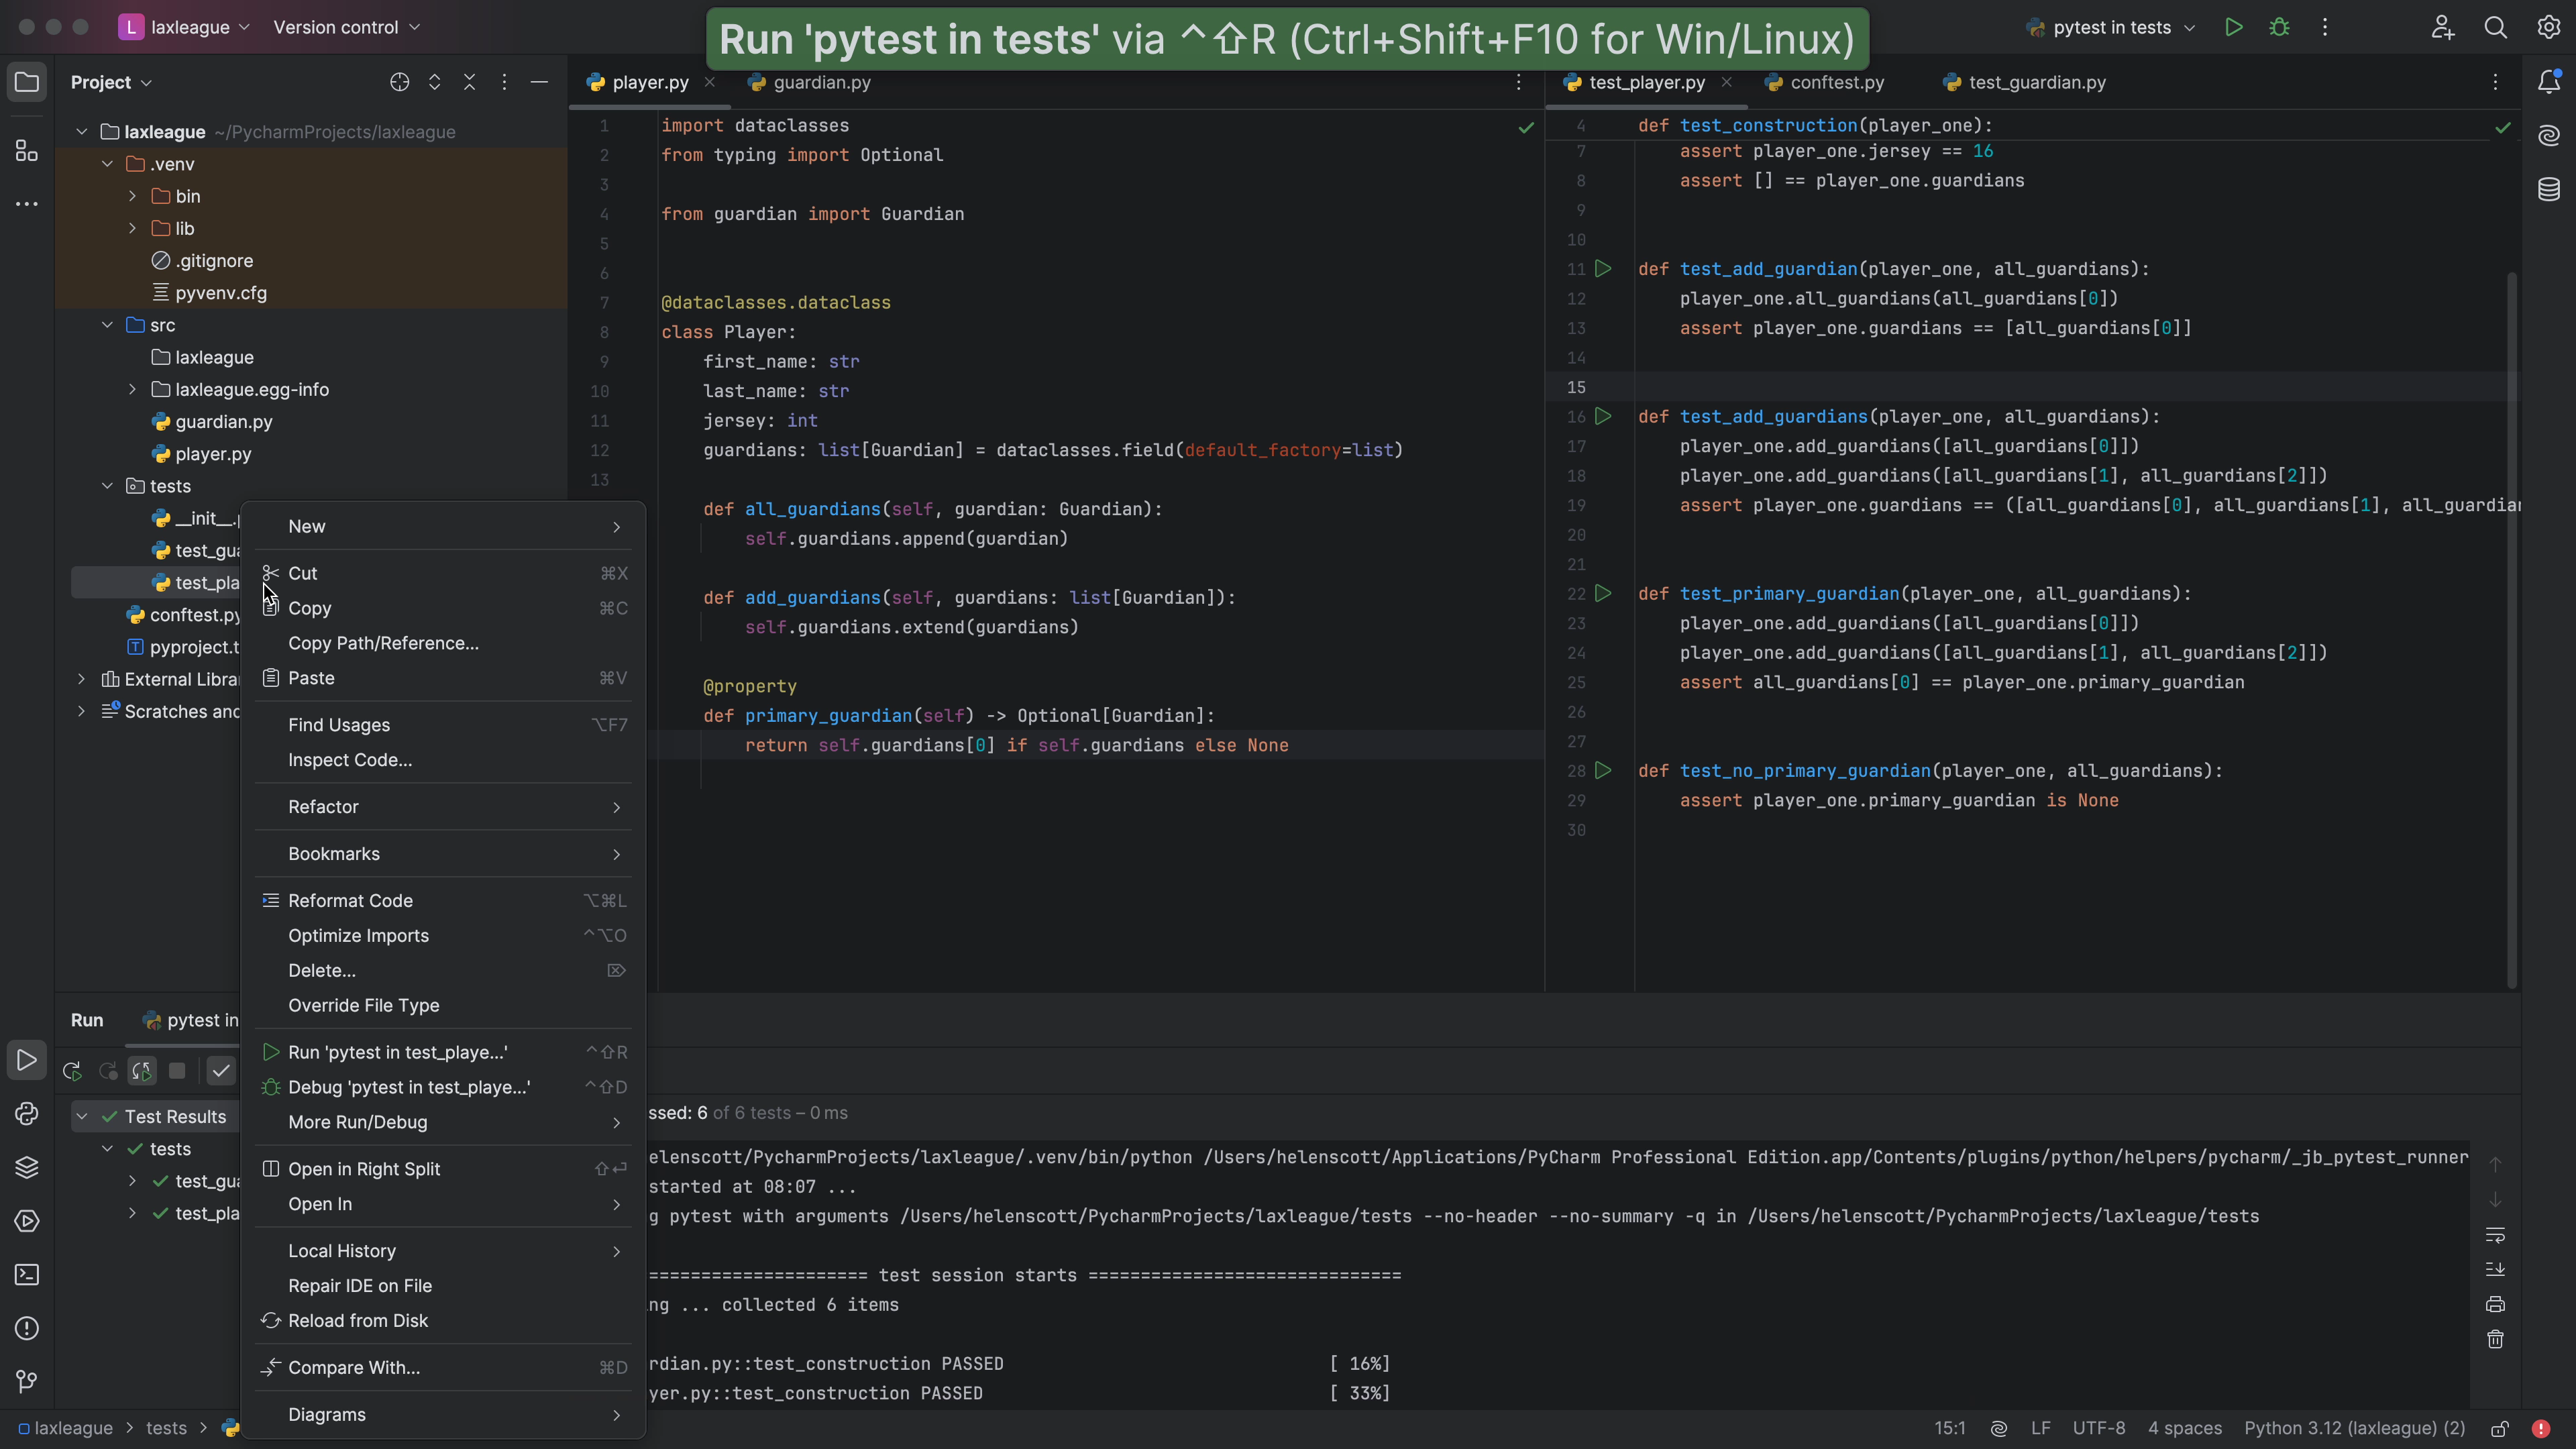 L laxleague Version control
Run 'pytest in tests' via ^⇧R (Ctrl+Shift+F10 for Win/Linux)
pytest in tests
Project
laxleague ~/PycharmProjects/laxleague
.venv
bin
lib
.gitignore
pyvenv.cfg
src
laxleague
laxleague.egg-info
guardian.py
player.py
tests
__init__.p
test_gua
test_pla
conftest.py
pyproject.t
External Librar
Scratches and
New
Cut ⌘X
Copy ⌘C
Copy Path/Reference...
Paste ⌘V
Find Usages ⌥F7
Inspect Code...
Refactor
Bookmarks
Reformat Code ⌥⌘L
Optimize Imports ^⌥O
Delete... ⌦
Override File Type
Run 'pytest in test_playe...' ^⇧R
Debug 'pytest in test_playe...' ^⇧D
More Run/Debug
Open in Right Split ⇧⏎
Open In
Local History
Repair IDE on File
Reload from Disk
Compare With... ⌘D
Diagrams
player.py guardian.py
1 import dataclasses
2 from typing import Optional
3
4 from guardian import Guardian
5
6
7 @dataclasses.dataclass
8 class Player:
9 first_name: str
10 last_name: str
11 jersey: int
12 guardians: list[Guardian] = dataclasses.field(default_factory=list)
13
def all_guardians(self, guardian: Guardian):
self.guardians.append(guardian)
def add_guardians(self, guardians: list[Guardian]):
self.guardians.extend(guardians)
@property
def primary_guardian(self) -> Optional[Guardian]:
return self.guardians[0] if self.guardians else None
test_player.py conftest.py test_guardian.py
4 def test_construction(player_one):
7 assert player_one.jersey == 16
8 assert [] == player_one.guardians
9
10
11 def test_add_guardian(player_one, all_guardians):
12 player_one.all_guardians(all_guardians[0])
13 assert player_one.guardians == [all_guardians[0]]
14
15
16 def test_add_guardians(player_one, all_guardians):
17 player_one.add_guardians([all_guardians[0]])
18 player_one.add_guardians([all_guardians[1], all_guardians[2]])
19 assert player_one.guardians == ([all_guardians[0], all_guardians[1], all_guardian
20
21
22 def test_primary_guardian(player_one, all_guardians):
23 player_one.add_guardians([all_guardians[0]])
24 player_one.add_guardians([all_guardians[1], all_guardians[2]])
25 assert all_guardians[0] == player_one.primary_guardian
26
27
28 def test_no_primary_guardian(player_one, all_guardians):
29 assert player_one.primary_guardian is None
30
Run pytest in
Test Results
tests
test_gua
test_pla
ssed: 6 of 6 tests – 0 ms
elenscott/PycharmProjects/laxleague/.venv/bin/python /Users/helenscott/Applications/PyCharm Professional Edition.app/Contents/plugins/python/helpers/pycharm/_jb_pytest_runner
started at 08:07 ...
g pytest with arguments /Users/helenscott/PycharmProjects/laxleague/tests --no-header --no-summary -q in /Users/helenscott/PycharmProjects/laxleague/tests
===================== test session starts ==============================
ng ... collected 6 items
rdian.py::test_construction PASSED [ 16%]
yer.py::test_construction PASSED [ 33%]
laxleague > tests >
15:1 LF UTF-8 4 spaces Python 3.12 (laxleague) (2)